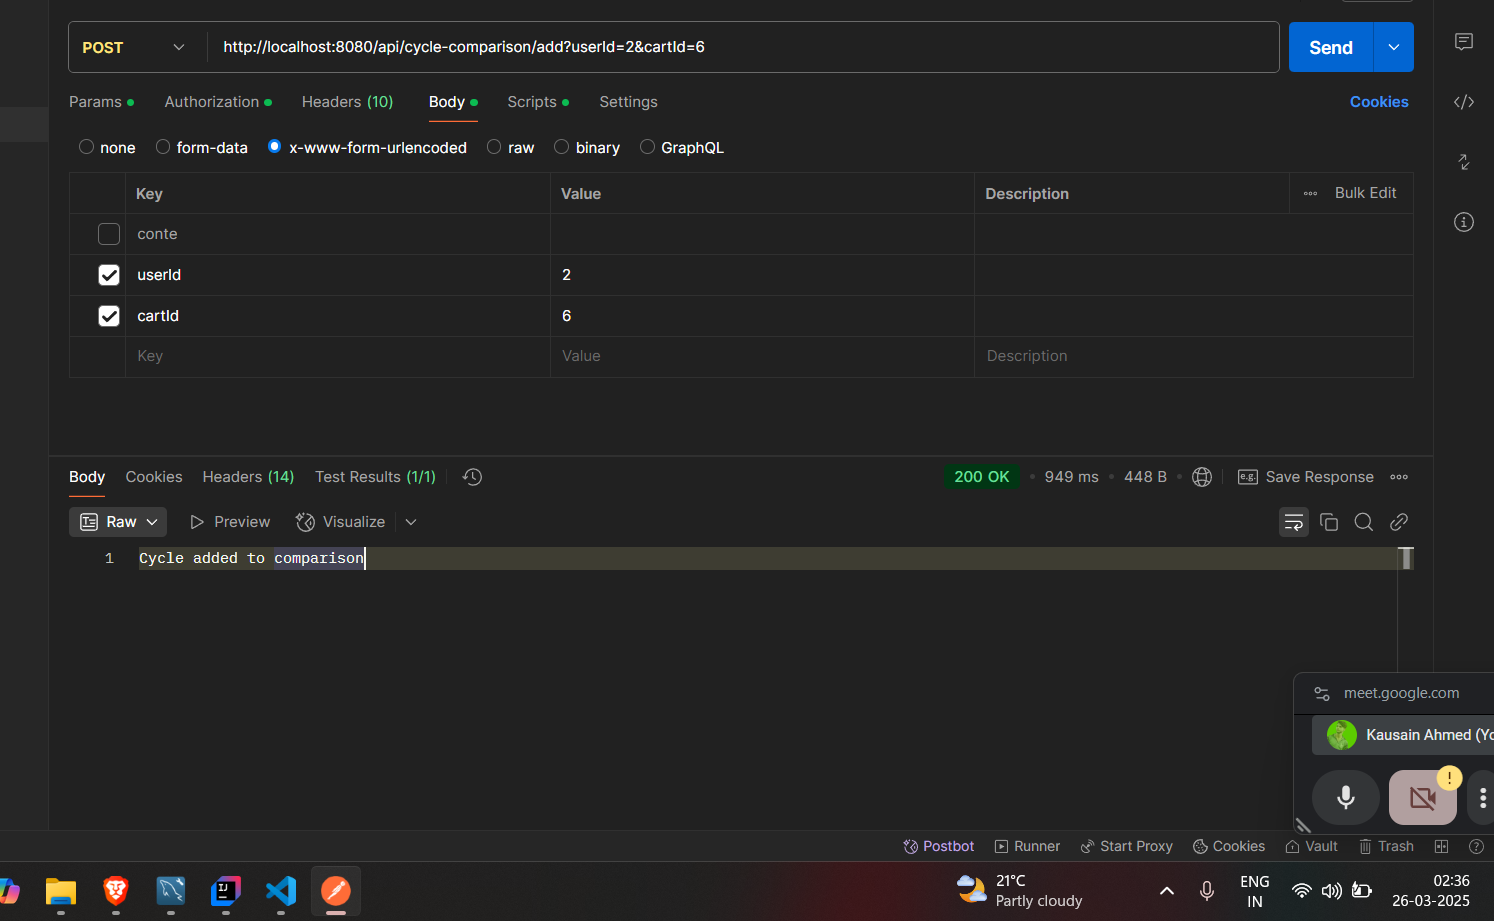 POST http://localhost:8080/api/cycle-comparison/add?userId=2&cartId=6 Send
Params Authorization Headers (10) Body Scripts Settings Cookies
none form-data x-www-form-urlencoded raw binary GraphQL
Key Value Description Bulk Edit
conte
userId 2
cartId 6
Key Value Description
Body Cookies Headers (14) Test Results (1/1) 200 OK 949 ms 448 B e.g. Save Response
Raw Preview Visualize
1 Cycle added to comparison
meet.google.com
Kausain Ahmed (Yo
Postbot Runner Start Proxy Cookies Vault Trash
21°C
Partly cloudy
ENG
IN
02:36
26-03-2025